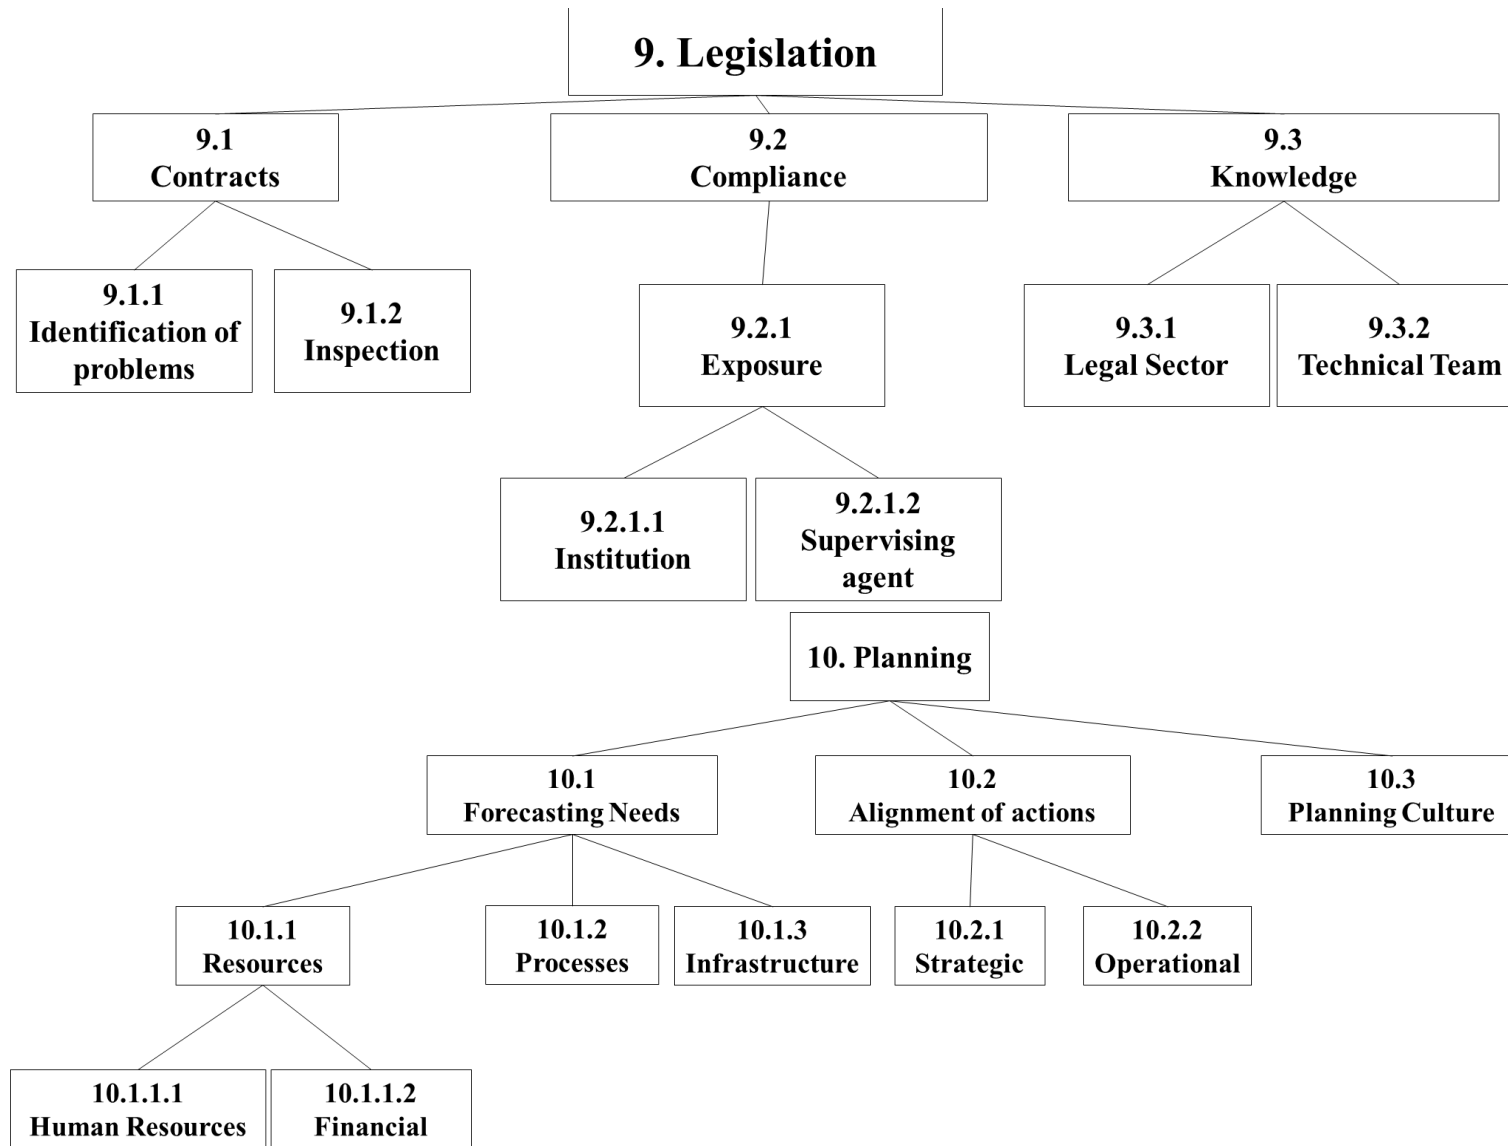 9. Legislation
9.1
Contracts
9.2
Compliance
9.3
Knowledge
9.1.1
Identification of
problems
9.1.2
Inspection
9.2.1
Exposure
9.3.1
Legal Sector
9.3.2
Technical Team
9.2.1.1
Institution
9.2.1.2
Supervising
agent
10. Planning
10.1
Forecasting Needs
10.2
Alignment of actions
10.3
Planning Culture
10.1.1
Resources
10.1.2
Processes
10.1.3
Infrastructure
10.2.1
Strategic
10.2.2
Operational
10.1.1.1
Human Resources
10.1.1.2
Financial